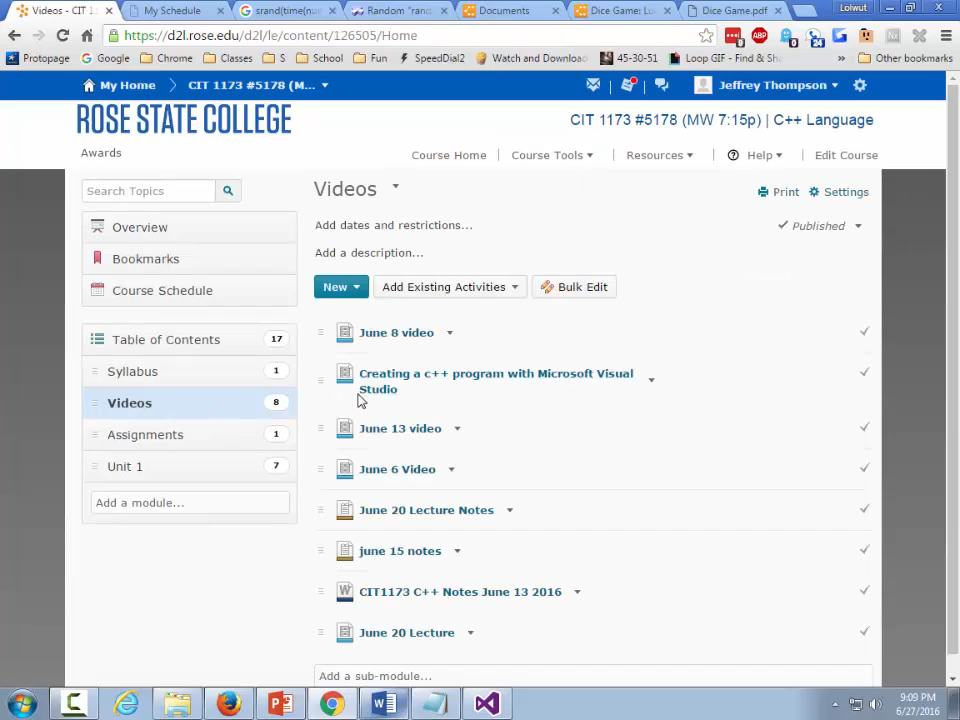 Videos - CIT 1
My Schedule
srand(time(nu
Random "ran
Documents
Dice Game: L
Dice Game.pdf
Lolwut
https://d2l.rose.edu/d2l/le/content/126505/Home
Protopage
Google
Chrome
Classes
S
School
Fun
SpeedDial2
Watch and Download
45-30-51
Loop GIF - Find & Sh
»
Other bookmarks
My Home
CIT 1173 #5178 (M...
Jeffrey Thompson
ROSE STATE COLLEGE
CIT 1173 #5178 (MW 7:15p) | C++ Language
Awards
Course Home
Course Tools
Resources
Help
Edit Course
Search Topics
Videos
Print
Settings
Overview
Add dates and restrictions...
Published
Bookmarks
Add a description...
Course Schedule
New
Add Existing Activities
Bulk Edit
Table of Contents 17
Syllabus 1
Videos 8
Assignments 1
Unit 1 7
Add a module...
June 8 video
Creating a c++ program with Microsoft Visual
Studio
June 13 video
June 6 Video
June 20 Lecture Notes
june 15 notes
CIT1173 C++ Notes June 13 2016
June 20 Lecture
Add a sub-module...
9:09 PM
6/27/2016